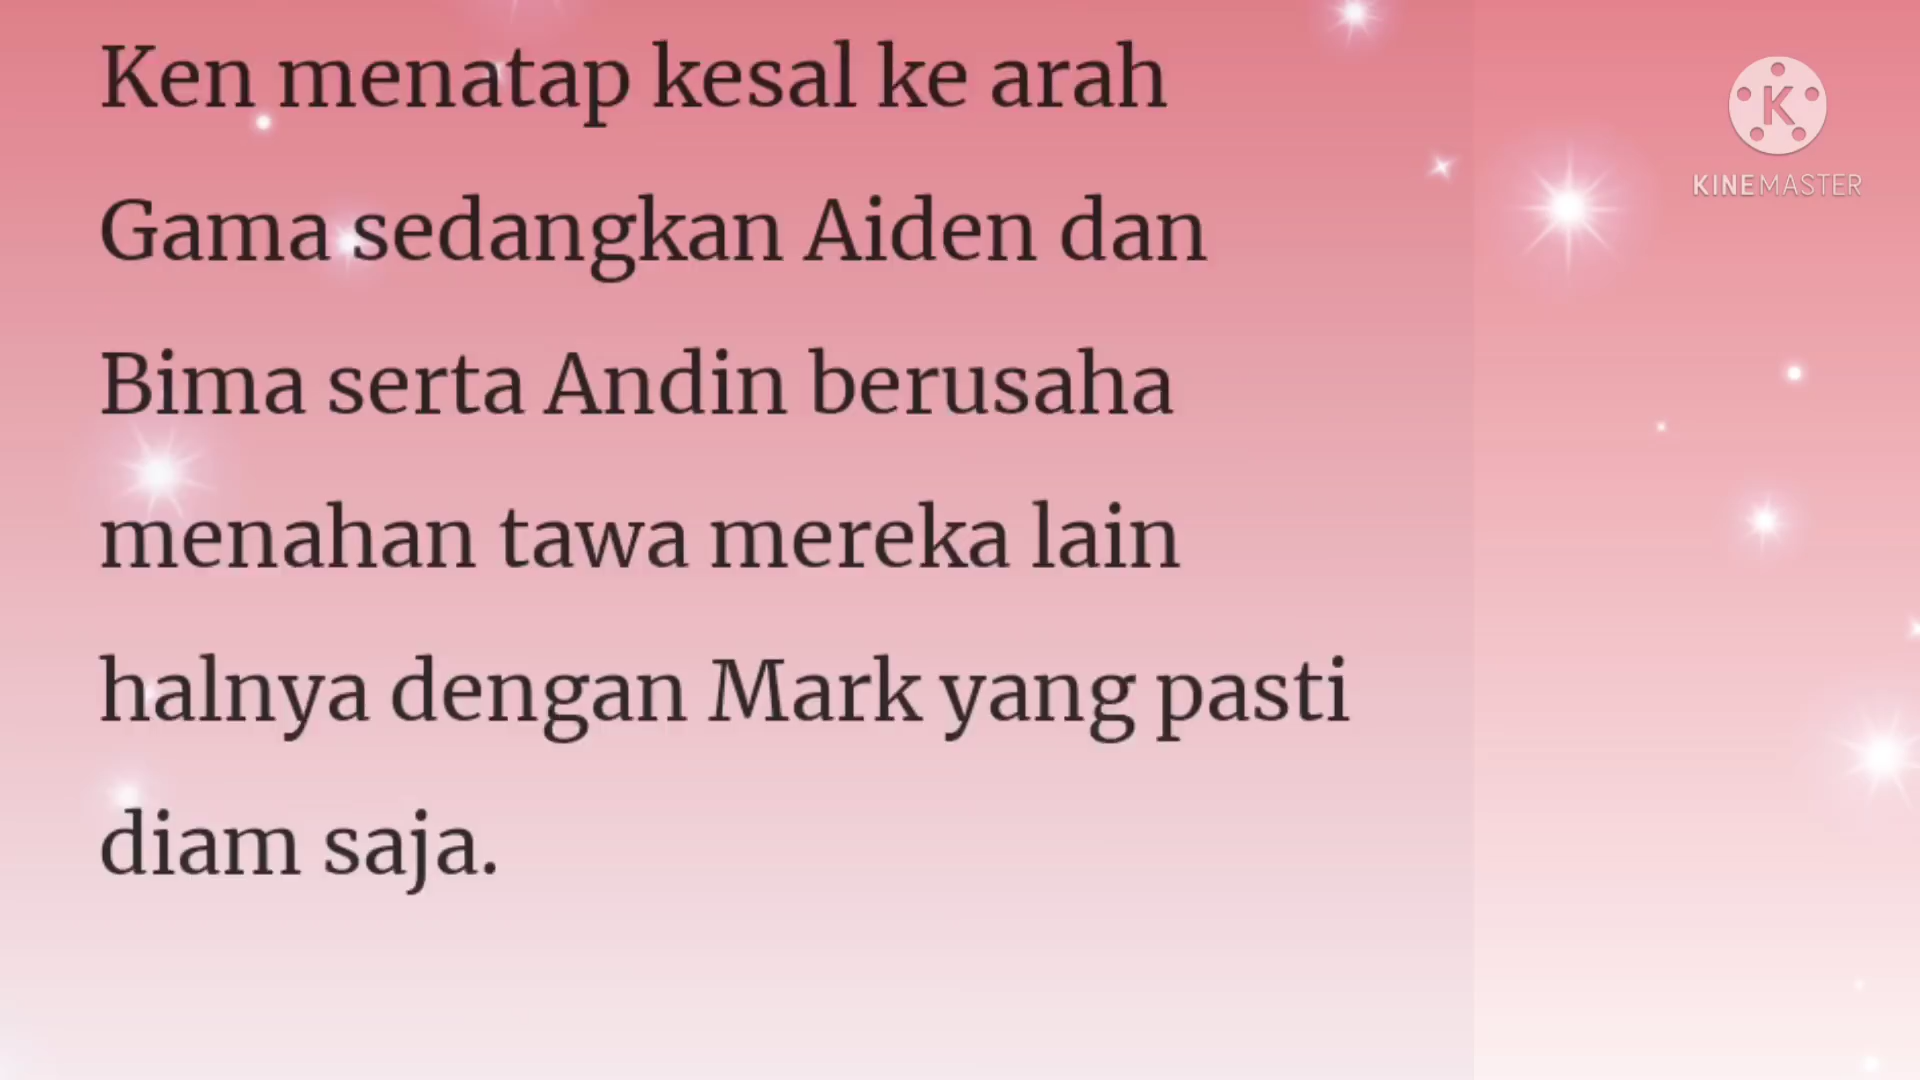 Ken menatap kesal ke arah
Gama sedangkan Aiden dan
Bima serta Andin berusaha
menahan tawa mereka lain
halnya dengan Mark yang pasti
diam saja.
K
KINEMASTER